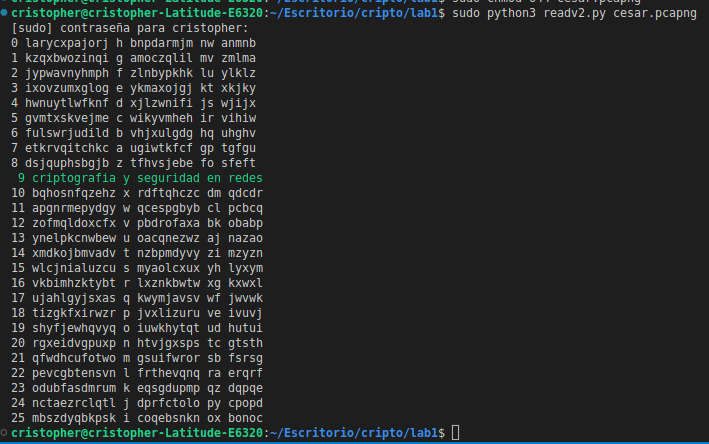 cristopher@cristopher-Latitude-E6320:~/Escritorio/cripto/lab1$ sudo python3 readv2.py cesar.pcapng
[sudo] contraseña para cristopher:
0 larycxpajorj h bnpdarmjm nw anmnb
1 kzqxbwozinqi g amoczqlil mv zmlma
2 jypwavnyhmph f zlnbypkhk lu ylklz
3 ixovzumxglog e ykmaxojgj kt xkjky
4 hwnuytlwfknf d xjlzwnifi js wjijx
5 gvmtxskvejme c wikyvmheh ir vihiw
6 fulswrjudild b vhjxulgdg hq uhghv
7 etkrvqitchkc a ugiwtkfcf gp tgfgu
8 dsjquphsbgjb z tfhvsjebe fo sfeft
9 criptografia y seguridad en redes
10 bqhosnfqzehz x rdftqhczc dm qdcdr
11 apgnrmepydgy w qcespgbyb cl pcbcq
12 zofmqldoxcfx v pbdrofaxa bk obabp
13 ynelpkcnwbew u oacqnezwz aj nazao
14 xmdkojbmvadv t nzbpmdyvy zi mzyzn
15 wlcjnialuzcu s myaolcxux yh lyxym
16 vkbimhzktybt r lxznkbwtw xg kxwxl
17 ujahlgyjsxas q kwymjavsv wf jwvwk
18 tizgkfxirwzr p jvxlizuru ve ivuvj
19 shyfjewhqvyq o iuwkhytqt ud hutui
20 rgxeidvgpuxp n htvjgxsps tc gtsth
21 qfwdhcufotwo m gsuifwror sb fsrsg
22 pevcgbtensvn l frthevqnq ra erqrf
23 odubfasdmrum k eqsgdupmp qz dqpqe
24 nctaezrclqtl j dprfctolo py cpopd
25 mbszdyqbkpsk i coqebsnkn ox bonoc
cristopher@cristopher-Latitude-E6320:~/Escritorio/cripto/lab1$